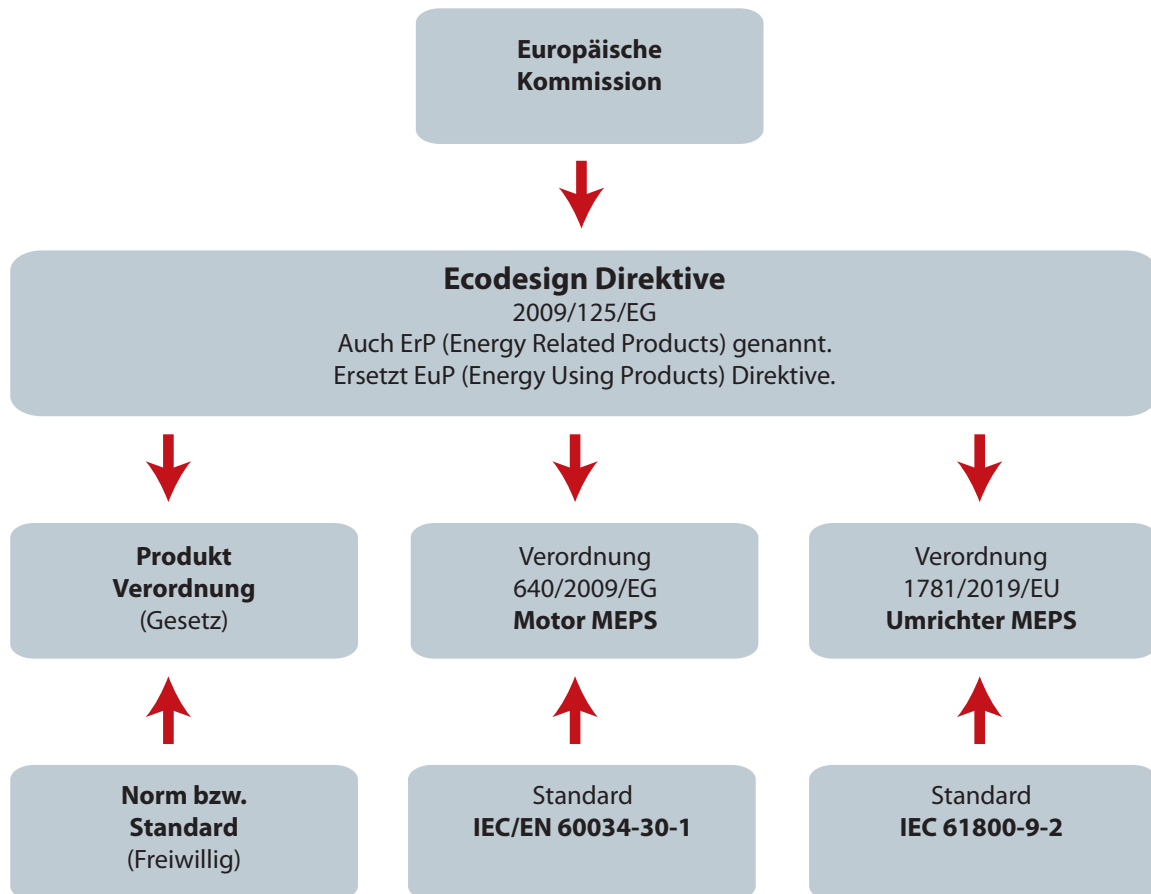 Europäische
Kommission
Ecodesign Direktive
2009/125/EG
Auch ErP (Energy Related Products) genannt.
Ersetzt EuP (Energy Using Products) Direktive.
Produkt
Verordnung
(Gesetz)
Verordnung
640/2009/EG
Motor MEPS
Verordnung
1781/2019/EU
Umrichter MEPS
Norm bzw.
Standard
(Freiwillig)
Standard
IEC/EN 60034-30-1
Standard
IEC 61800-9-2